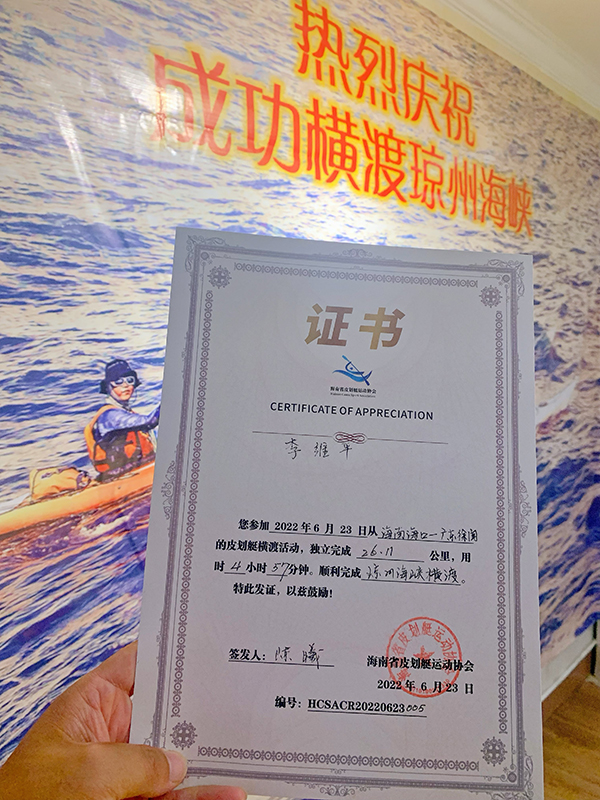 热烈庆祝
成功横渡琼州海峡
证书
海南省皮划艇运动协会
CERTIFICATE OF APPRECIATION
李维军
您参加 2022 年 6 月 23 日从海南海口一广东徐闻
的皮划艇横渡活动，独立完成 26.11 公里，用
时 4 小时 57分钟。顺利完成 琼州海峡横渡。
特此发证，以兹鼓励！
签发人：陈曦
海南省皮划艇运动协会
2022 年 6 月 23 日
编号：HCSACR20220623005